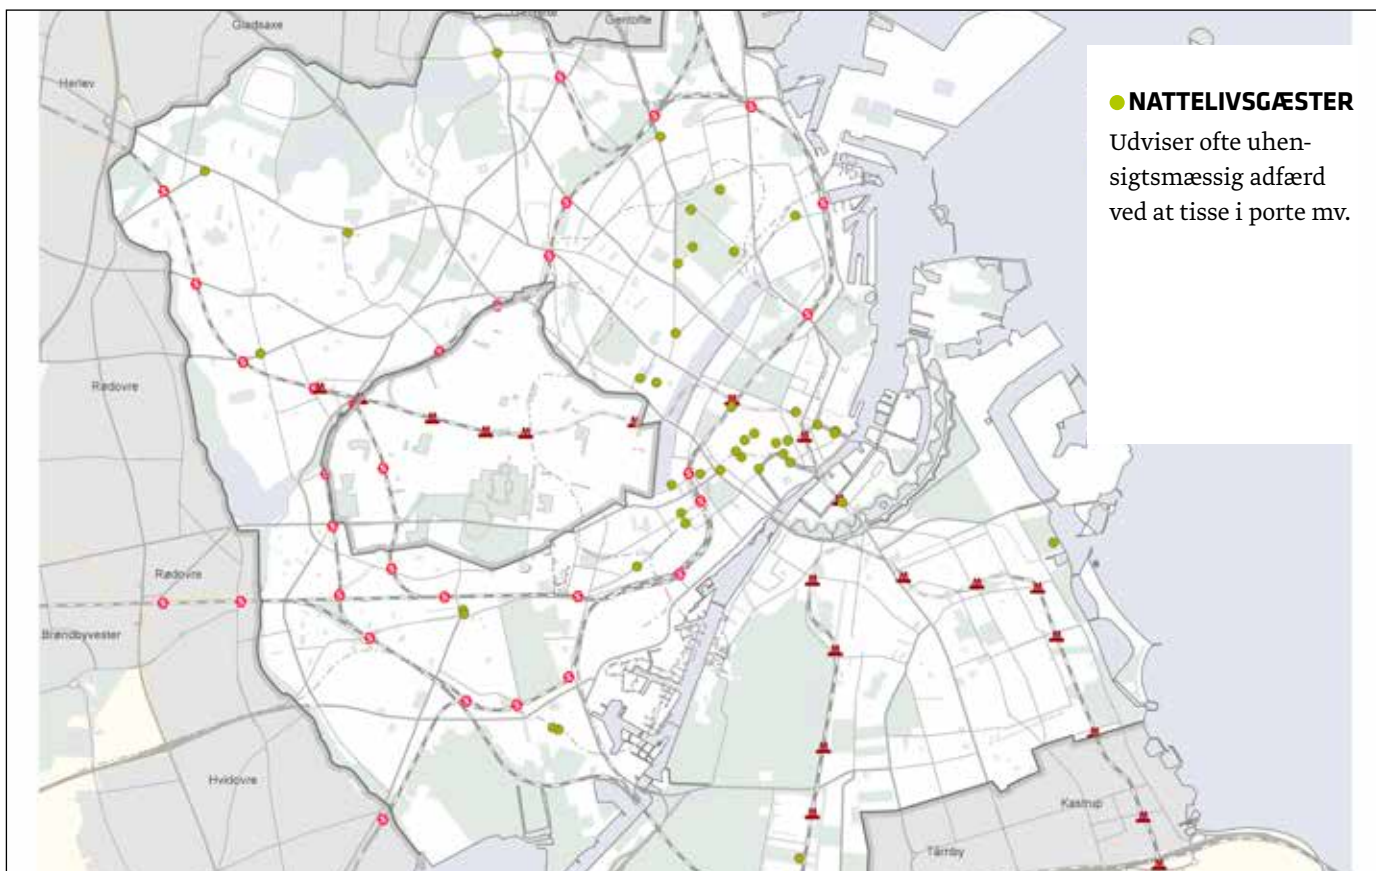 Gladsaxe
Gentofte
Herlev
NATTELIVSGÆSTER
Udviser ofte uhen-
sigtsmæssig adfærd
ved at tisse i porte mv.
Rødovre
Rødovre
Brøndbyvester
Hvidovre
Kastrup
Tårnby